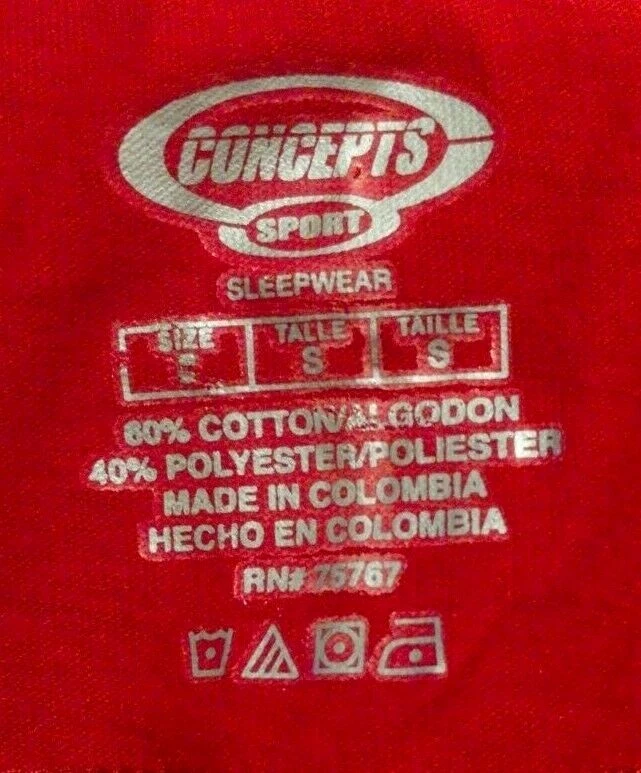 CONCEPTS
SPORT
SLEEPWEAR
SIZE TALLE TAILLE
S S S
60% COTTON/ALGODON
40% POLYESTER/POLIESTER
MADE IN COLOMBIA
HECHO EN COLOMBIA
RN# 75767